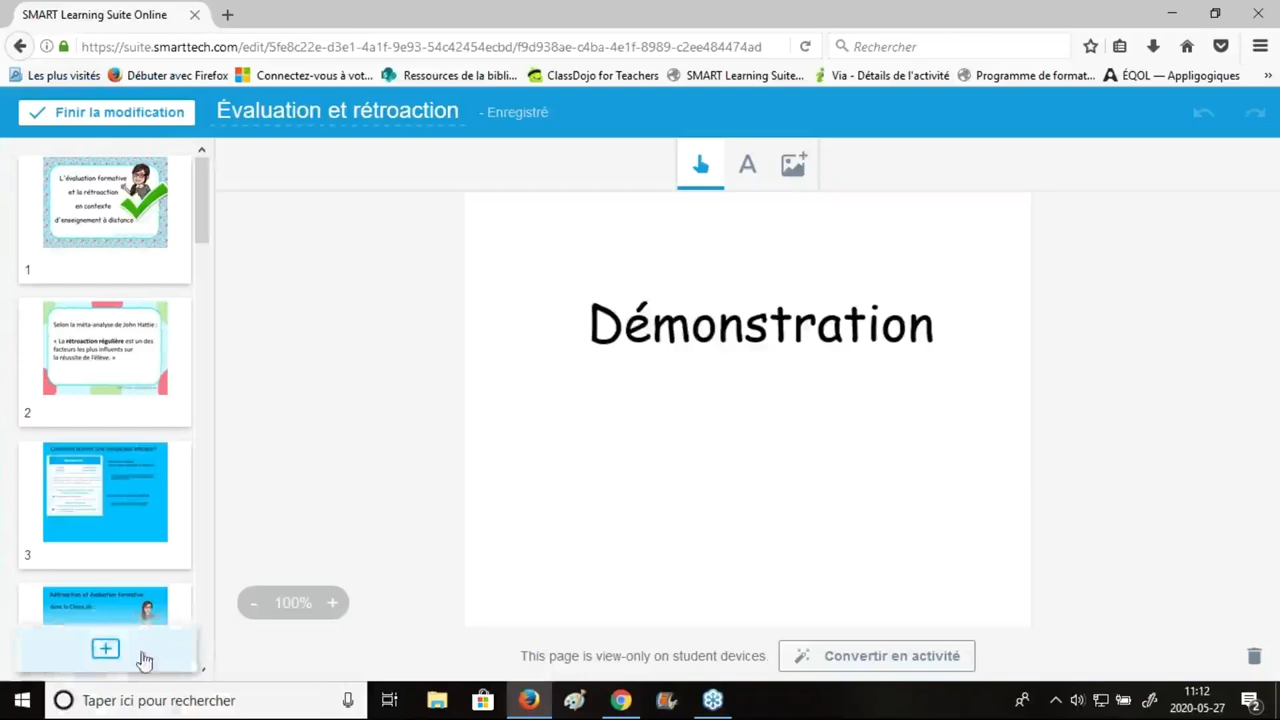 SMART Learning Suite Online
https://suite.smarttech.com/edit/5fe8c22e-d3e1-4a1f-9e93-54c42454ecbd/f9d938ae-c4ba-4e1f-8989-c2ee484474ad
Rechercher
Les plus visités
Débuter avec Firefox
Connectez-vous à vot...
Ressources de la bibli...
ClassDojo for Teachers
SMART Learning Suite...
Via - Détails de l'activité
Programme de format...
ÉQOL — Appligogiques
Finir la modification
Évaluation et rétroaction
- Enregistré
L'évaluation formative
et la rétroaction
en contexte
d'enseignement à distance
1
Selon la méta-analyse de John Hattie :
« La rétroaction régulière est un des
facteurs les plus influents sur
la réussite de l'élève. »
2
3
Rétroaction et évaluation formative
A
Démonstration
- 100% +
This page is view-only on student devices
Convertir en activité
Taper ici pour rechercher
11:12
2020-05-27
2